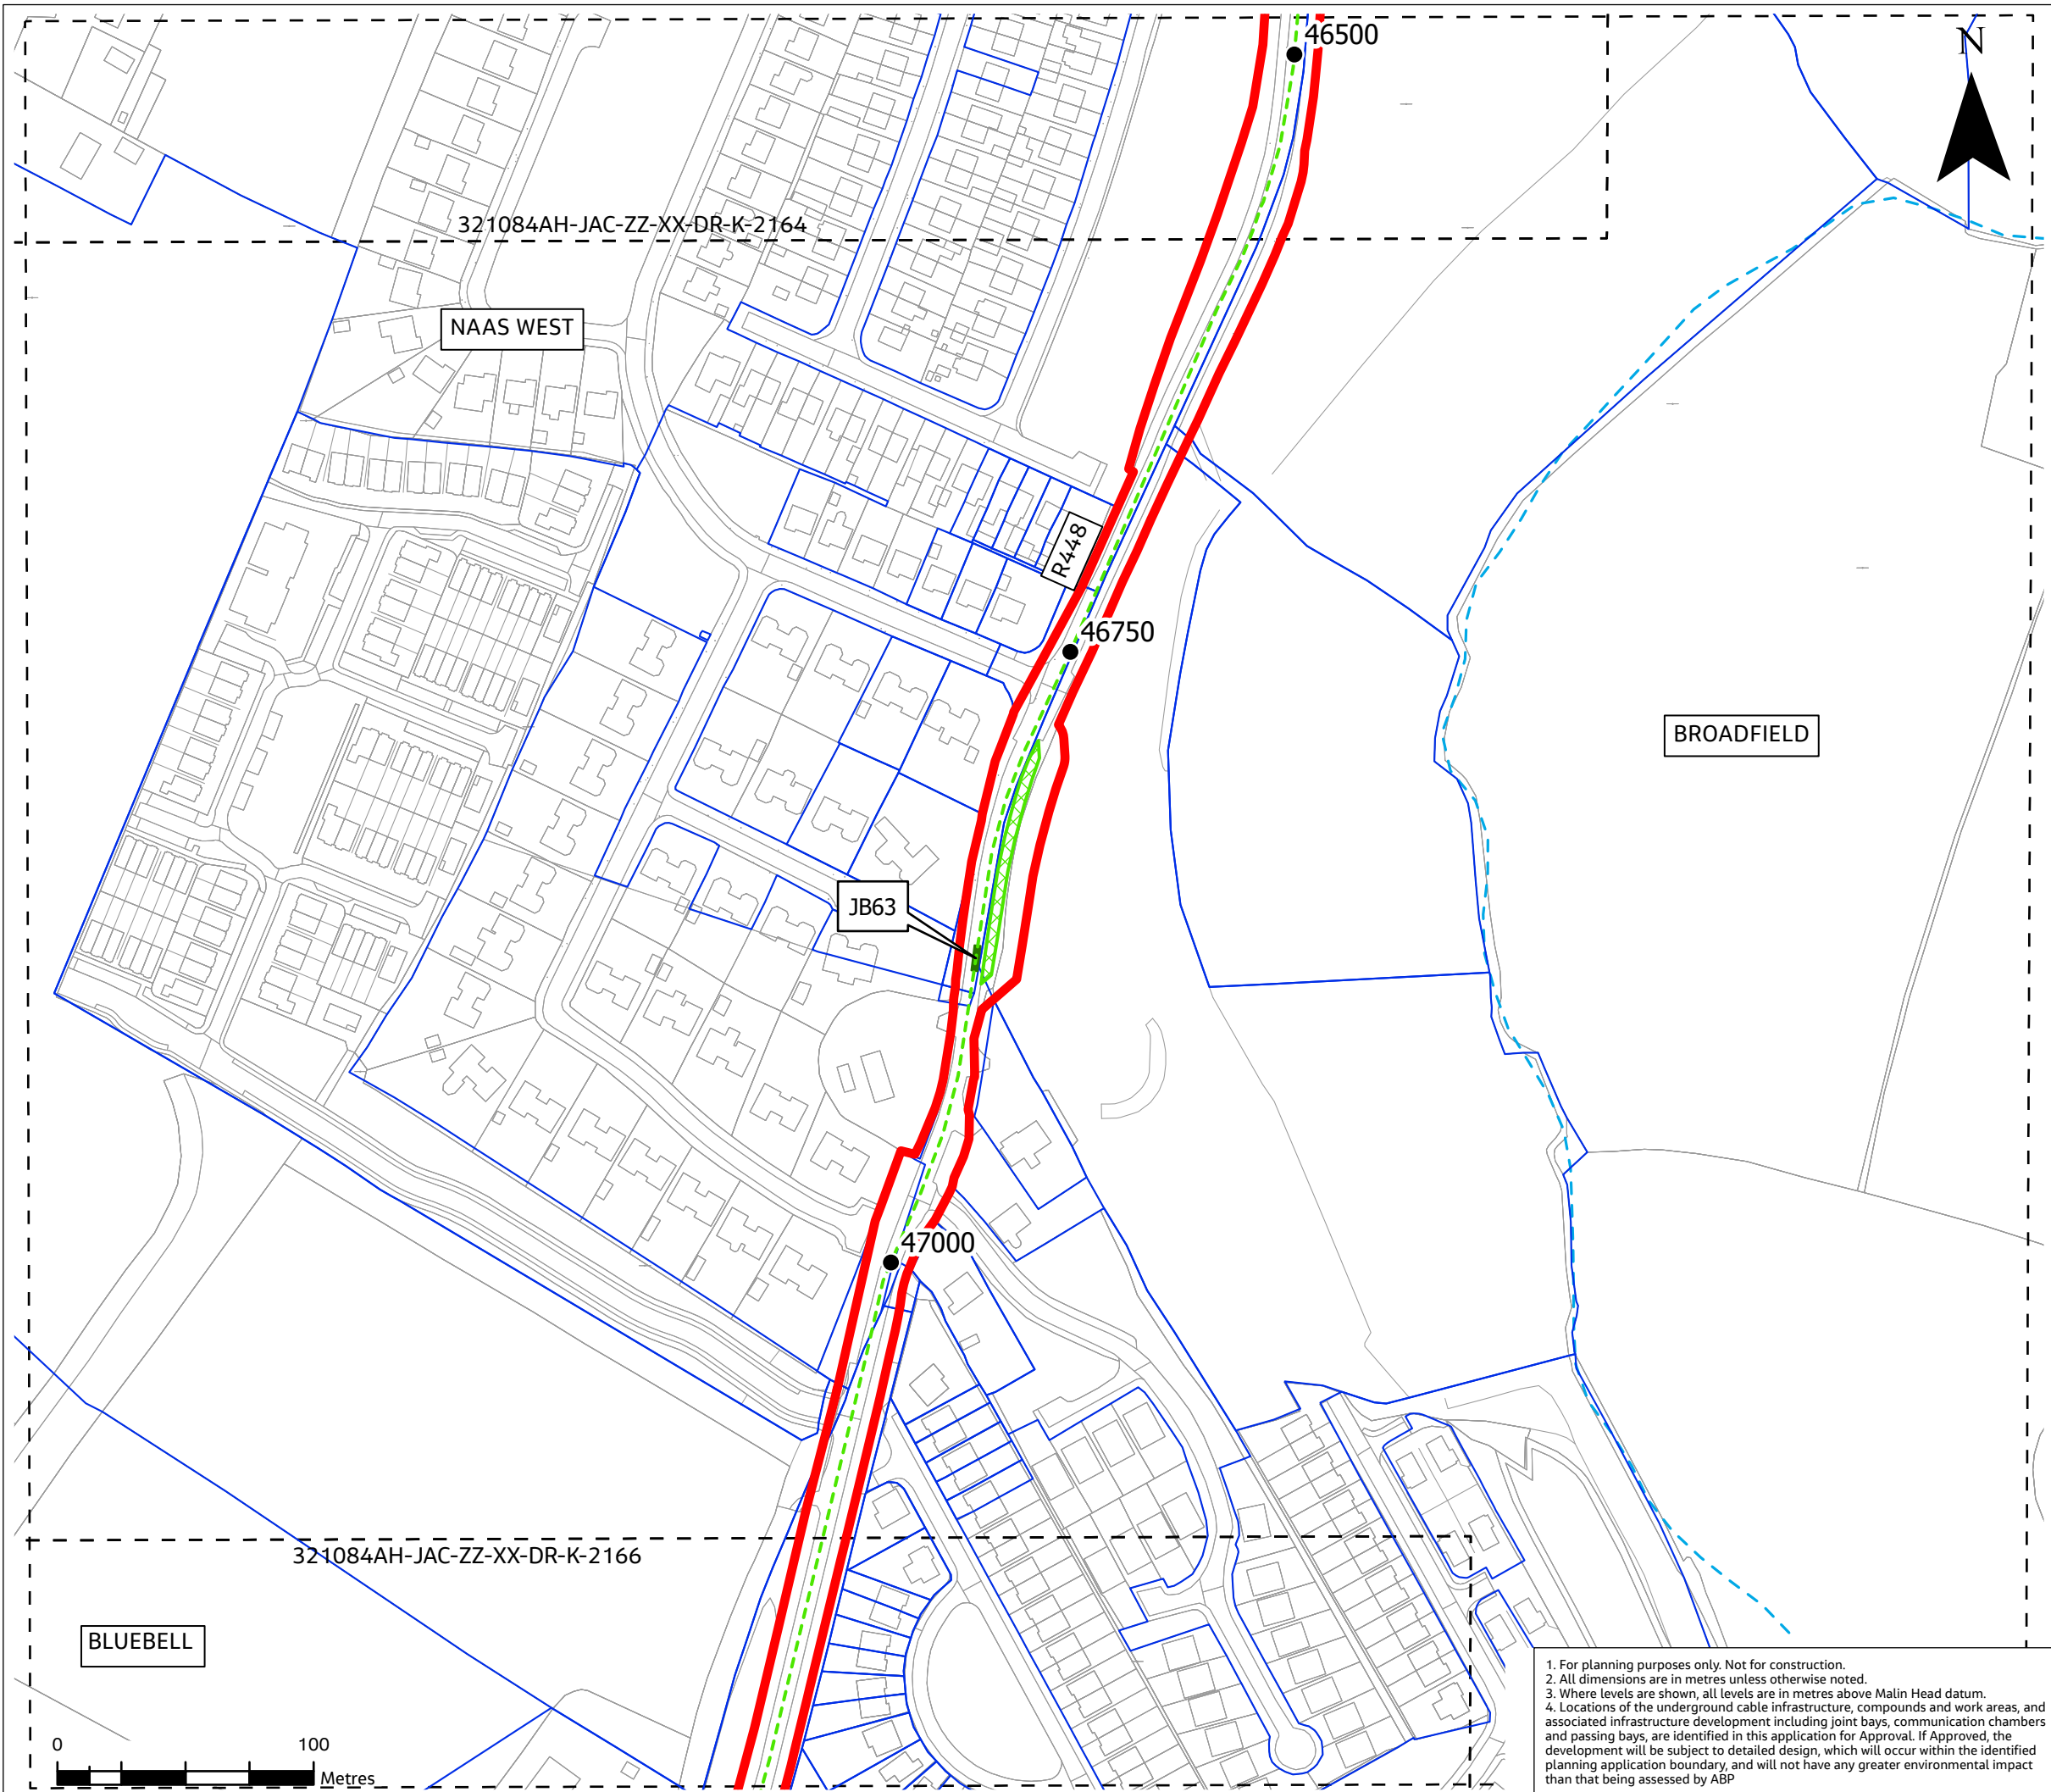 46500
N
321084AH-JAC-ZZ-XX-DR-K-2164
NAAS WEST
R448
46750
BROADFIELD
JB63
47000
321084AH-JAC-ZZ-XX-DR-K-2166
BLUEBELL
0 100
Metres
1. For planning purposes only. Not for construction.
2. All dimensions are in metres unless otherwise noted.
3. Where levels are shown, all levels are in metres above Malin Head datum.
4. Locations of the underground cable infrastructure, compounds and work areas, and
associated infrastructure development including joint bays, communication chambers
and passing bays, are identified in this application for Approval. If Approved, the
development will be subject to detailed design, which will occur within the identified
planning application boundary, and will not have any greater environmental impact
than that being assessed by ABP